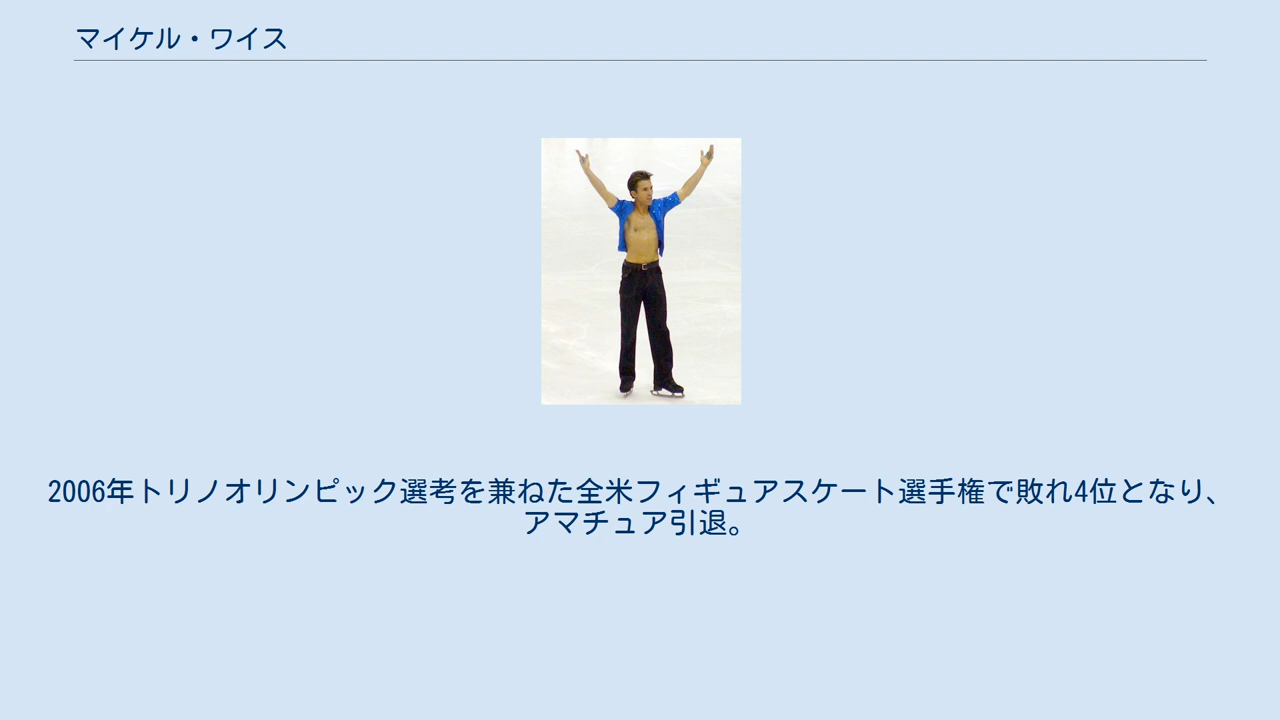 マイケル・ワイス
2006年トリノオリンピック選考を兼ねた全米フィギュアスケート選手権で敗れ4位となり、
アマチュア引退。